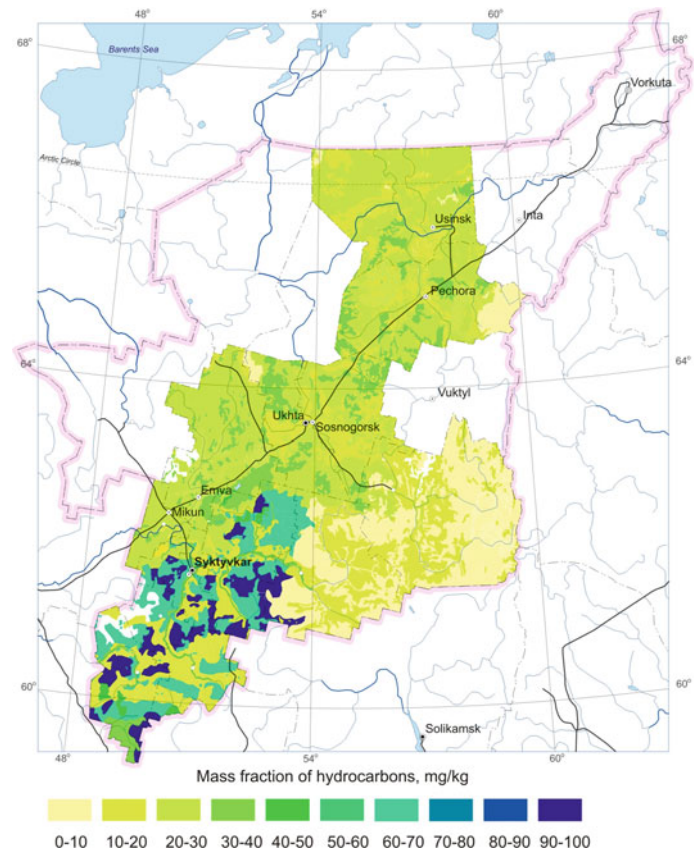 48° 54° 60°
68° 68°
Barents Sea
Vorkuta
Arctic Circle
Usinsk Inta
Pechora
64° 64°
Vuktyl
Ukhta
Sosnogorsk
Emva
Mikun
Syktyvkar
60° 60°
Solikamsk
48° 54° 60°
Mass fraction of hydrocarbons, mg/kg
0-10 10-20 20-30 30-40 40-50 50-60 60-70 70-80 80-90 90-100